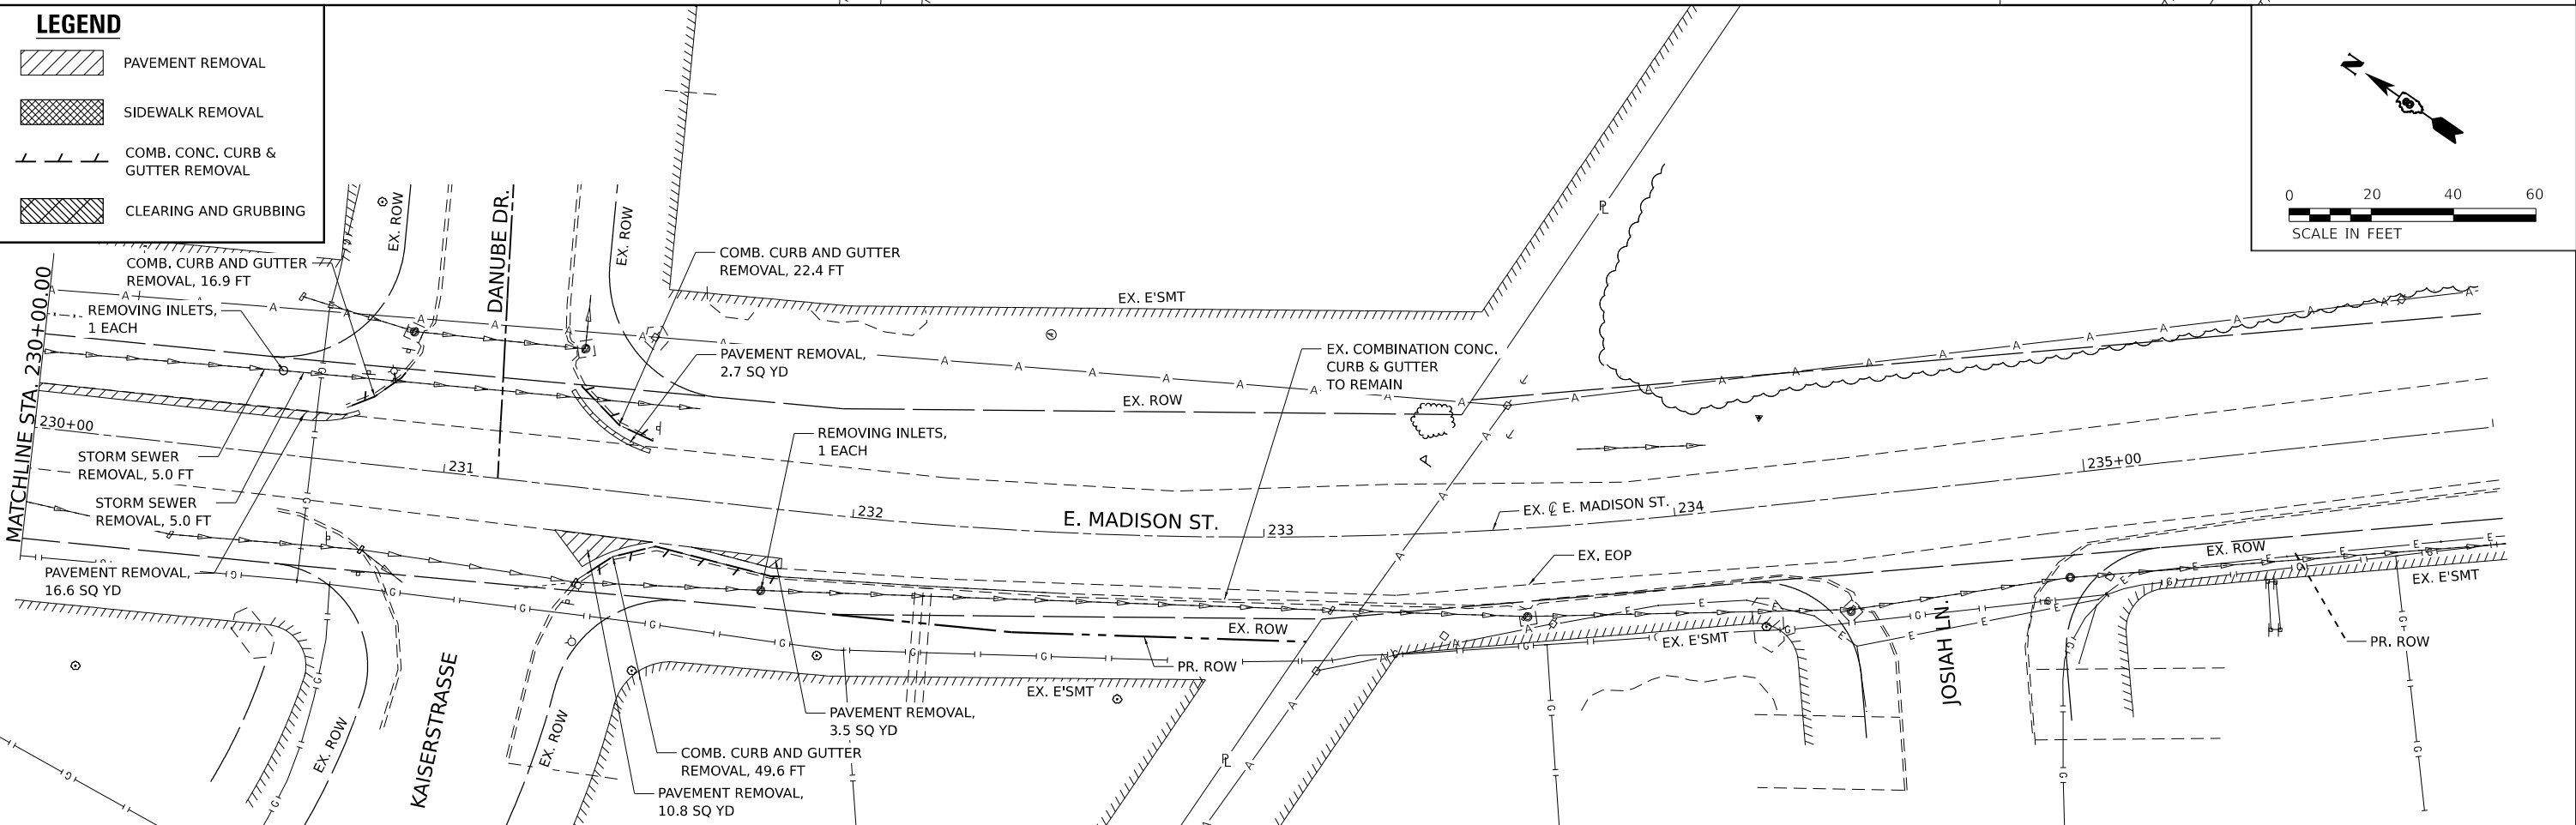 LEGEND
PAVEMENT REMOVAL
SIDEWALK REMOVAL
COMB. CONC. CURB &
GUTTER REMOVAL
CLEARING AND GRUBBING
N
0 20 40 60
SCALE IN FEET
MATCHLINE STA. 230+00.00
COMB. CURB AND GUTTER
REMOVAL, 16.9 FT
REMOVING INLETS,
1 EACH
EX. ROW
DANUBE DR.
EX. ROW
COMB. CURB AND GUTTER
REMOVAL, 22.4 FT
PAVEMENT REMOVAL,
2.7 SQ YD
EX. E'SMT
EX. ROW
EX. COMBINATION CONC.
CURB & GUTTER
TO REMAIN
PL
230+00
231
232
233
234
235+00
STORM SEWER
REMOVAL, 5.0 FT
STORM SEWER
REMOVAL, 5.0 FT
PAVEMENT REMOVAL,
16.6 SQ YD
REMOVING INLETS,
1 EACH
E. MADISON ST.
EX. ℄ E. MADISON ST.
EX. EOP
EX. ROW
EX. E'SMT
PR. ROW
EX. ROW
PR. ROW
EX. E'SMT
EX. E'SMT
JOSIAH LN.
KAISERSTRASSE
EX. ROW
EX. ROW
PAVEMENT REMOVAL,
3.5 SQ YD
COMB. CURB AND GUTTER
REMOVAL, 49.6 FT
PAVEMENT REMOVAL,
10.8 SQ YD
PL